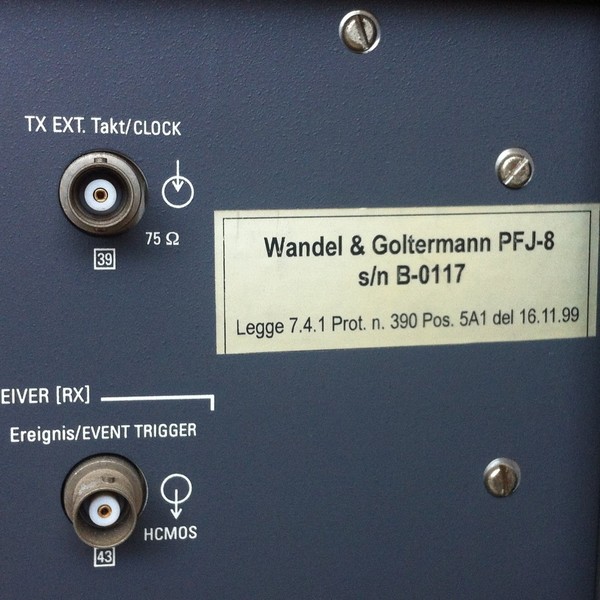 TX EXT. Takt/CLOCK
75 Ω
39
Wandel & Goltermann PFJ-8
s/n B-0117
Legge 7.4.1 Prot. n. 390 Pos. 5A1 del 16.11.99
EIVER [RX]
Ereignis/EVENT TRIGGER
HCMOS
43